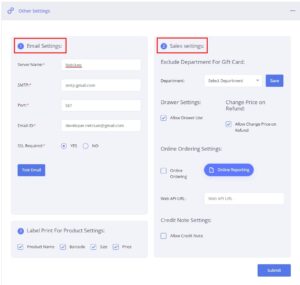 Other Settings
1 Email Settings:
Server Name:*
SMTP:*
smtp.gmail.com
Port:*
587
Email ID:*
developer.netroan@gmail.com
SSL Required:*
YES
NO
Test Email
3 Label Print For Product Settings:
Product Name
Barcode
Size
Price
2 Sales settings:
Exclude Department For Gift Card:
Department:
Select Department
Save
Drawer Settings:
Change Price on Refund:
Allow Drawer Use
Allow Change Price on Refund
Online Ordering Settings:
Online Ordering
Online Reporting
Web API URL:
Web API URL
Credit Note Settings:
Allow Credit Note
Submit